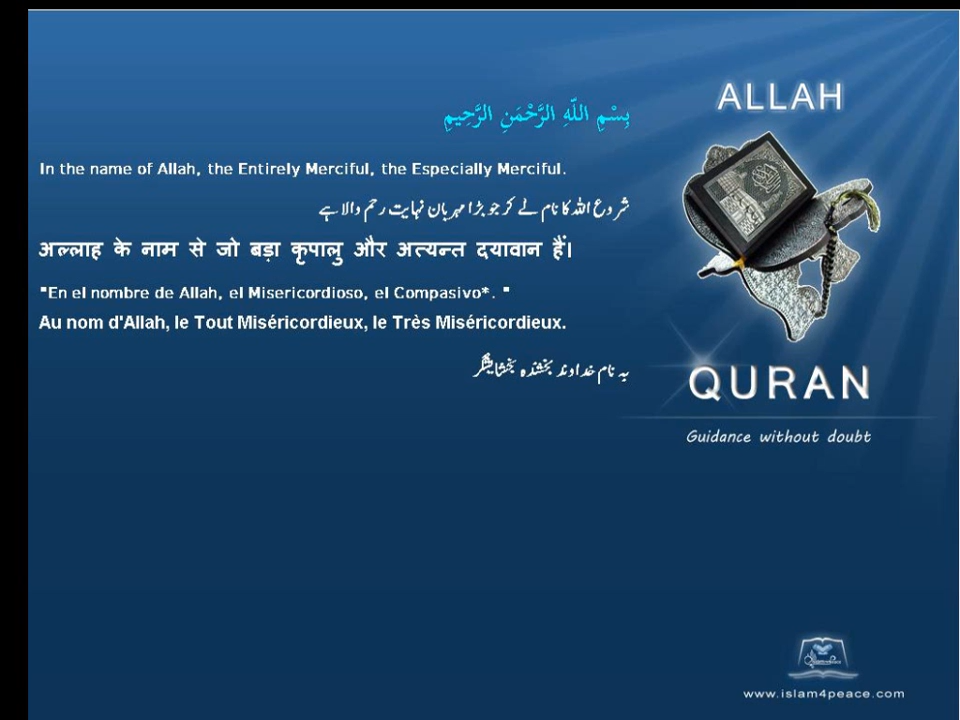 بِسْمِ اللّهِ الرَّحْمَنِ الرَّحِيمِ
In the name of Allah, the Entirely Merciful, the Especially Merciful.
شروع الله کا نام لے کر جو بڑا مہربان نہایت رحم والا ہے
अल्लाह के नाम से जो बड़ा कृपालु और अत्यन्त दयावान हैं।
"En el nombre de Allah, el Misericordioso, el Compasivo*. "
Au nom d'Allah, le Tout Miséricordieux, le Très Miséricordieux.
به نام خداوند بخشنده بخشایشگر
ALLAH
QURAN
Guidance without doubt
www.islam4peace.com